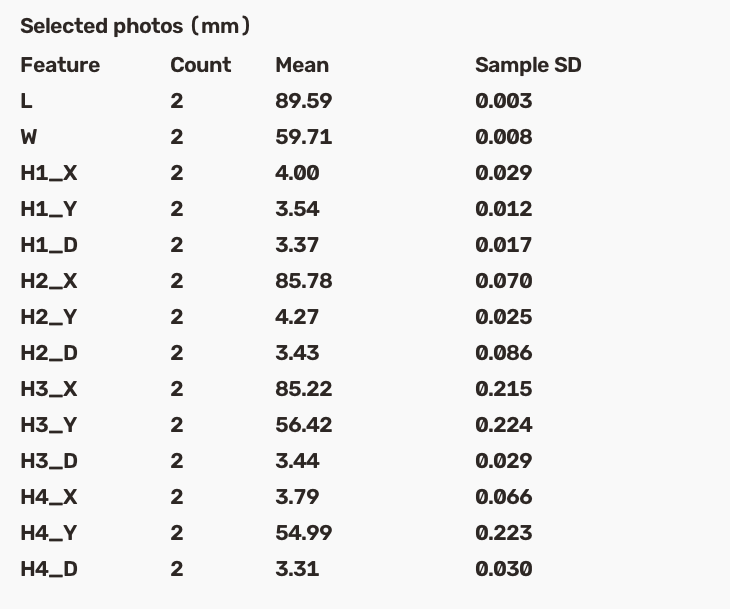 Selected photos (mm)
Feature Count Mean Sample SD
L 2 89.59 0.003
W 2 59.71 0.008
H1_X 2 4.00 0.029
H1_Y 2 3.54 0.012
H1_D 2 3.37 0.017
H2_X 2 85.78 0.070
H2_Y 2 4.27 0.025
H2_D 2 3.43 0.086
H3_X 2 85.22 0.215
H3_Y 2 56.42 0.224
H3_D 2 3.44 0.029
H4_X 2 3.79 0.066
H4_Y 2 54.99 0.223
H4_D 2 3.31 0.030